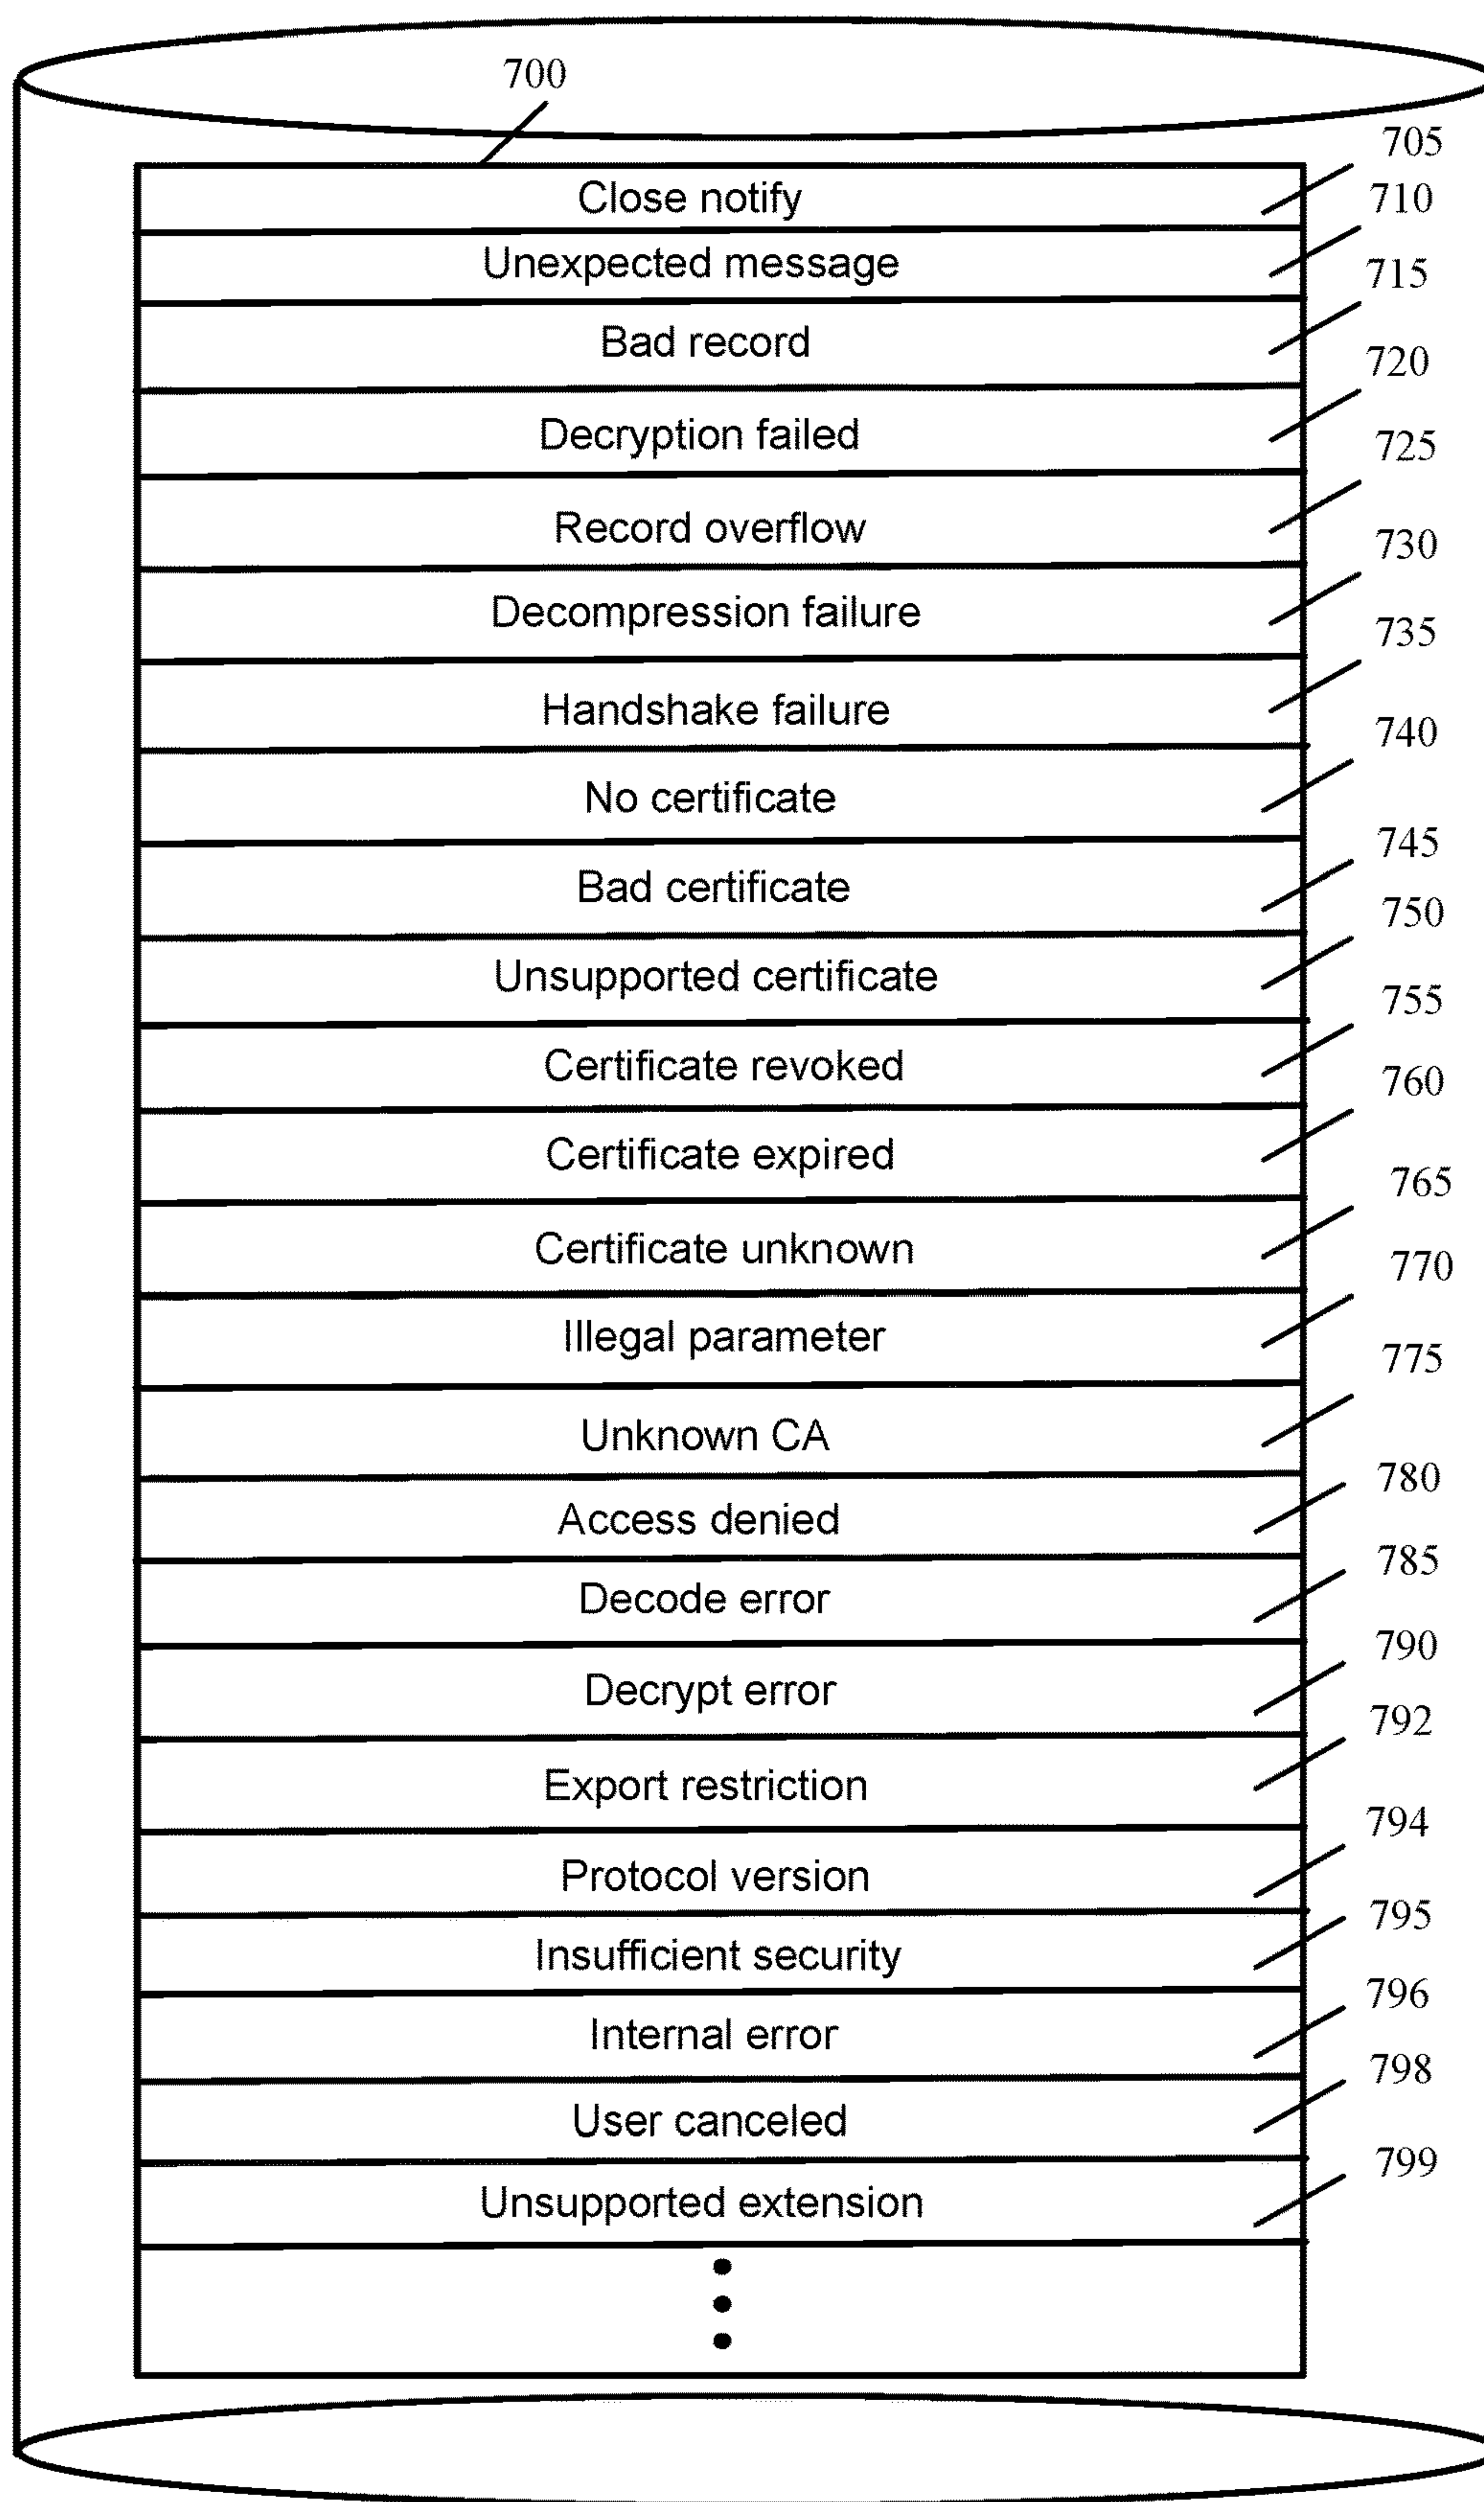 700
705
Close notify
710
Unexpected message
715
Bad record
720
Decryption failed
725
Record overflow
730
Decompression failure
735
Handshake failure
740
No certificate
745
Bad certificate
750
Unsupported certificate
755
Certificate revoked
760
Certificate expired
765
Certificate unknown
770
Illegal parameter
775
Unknown CA
780
Access denied
785
Decode error
790
Decrypt error
792
Export restriction
794
Protocol version
795
Insufficient security
796
Internal error
798
User canceled
799
Unsupported extension